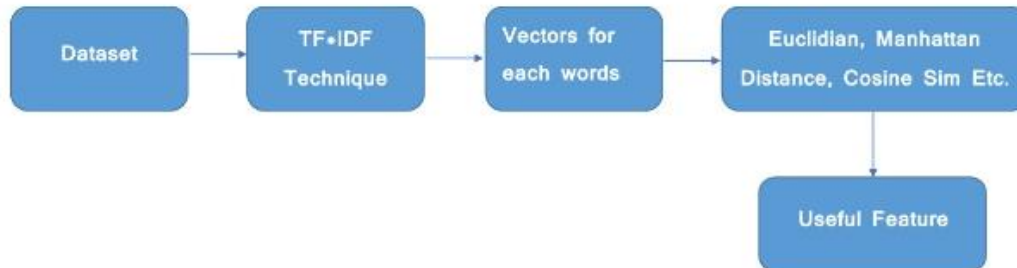 Dataset
TF•IDF
Technique
Vectors for
each words
Euclidian, Manhattan
Distance, Cosine Sim Etc.
Useful Feature